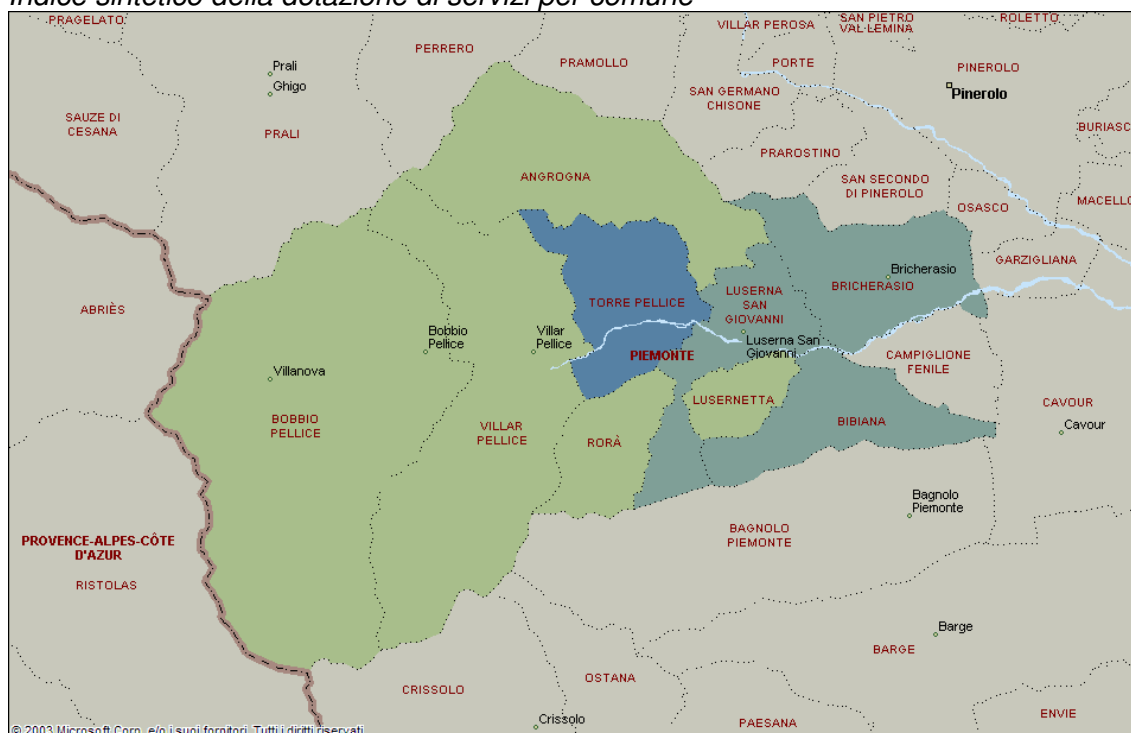 Indice sintetico della dotazione di servizi per comune
PRAGELATO
VILLAR PEROSA
SAN PIETRO
VAL LEMINA
ROLETTO
PERRERO
PRAMOLLO
PORTE
PINEROLO
Prali
Ghigo
SAN GERMANO
CHISONE
Pinerolo
SAUZE DI
CESANA
PRALI
BURIASC
PRAROSTINO
ANGROGNA
SAN SECONDO
DI PINEROLO
OSASCO
MACELLO
GARZIGLIANA
Bricherasio
BRICHERASIO
LUSERNA
SAN
GIOVANNI
TORRE PELLICE
ABRIÈS
Bobbio
Pellice
Villar
Pellice
Luserna San
Giovanni
PIEMONTE
CAMPIGLIONE
FENILE
Villanova
LUSERNETTA
CAVOUR
Cavour
BOBBIO
PELLICE
VILLAR
PELLICE
BIBIANA
RORÀ
Bagnolo
Piemonte
BAGNOLO
PIEMONTE
PROVENCE-ALPES-CÔTE
D'AZUR
RISTOLAS
Barge
BARGE
OSTANA
CRISSOLO
Crissolo
PAESANA
ENVIE
© 2003 Microsoft Corp. e/o i suoi fornitori. Tutti i diritti riservati.